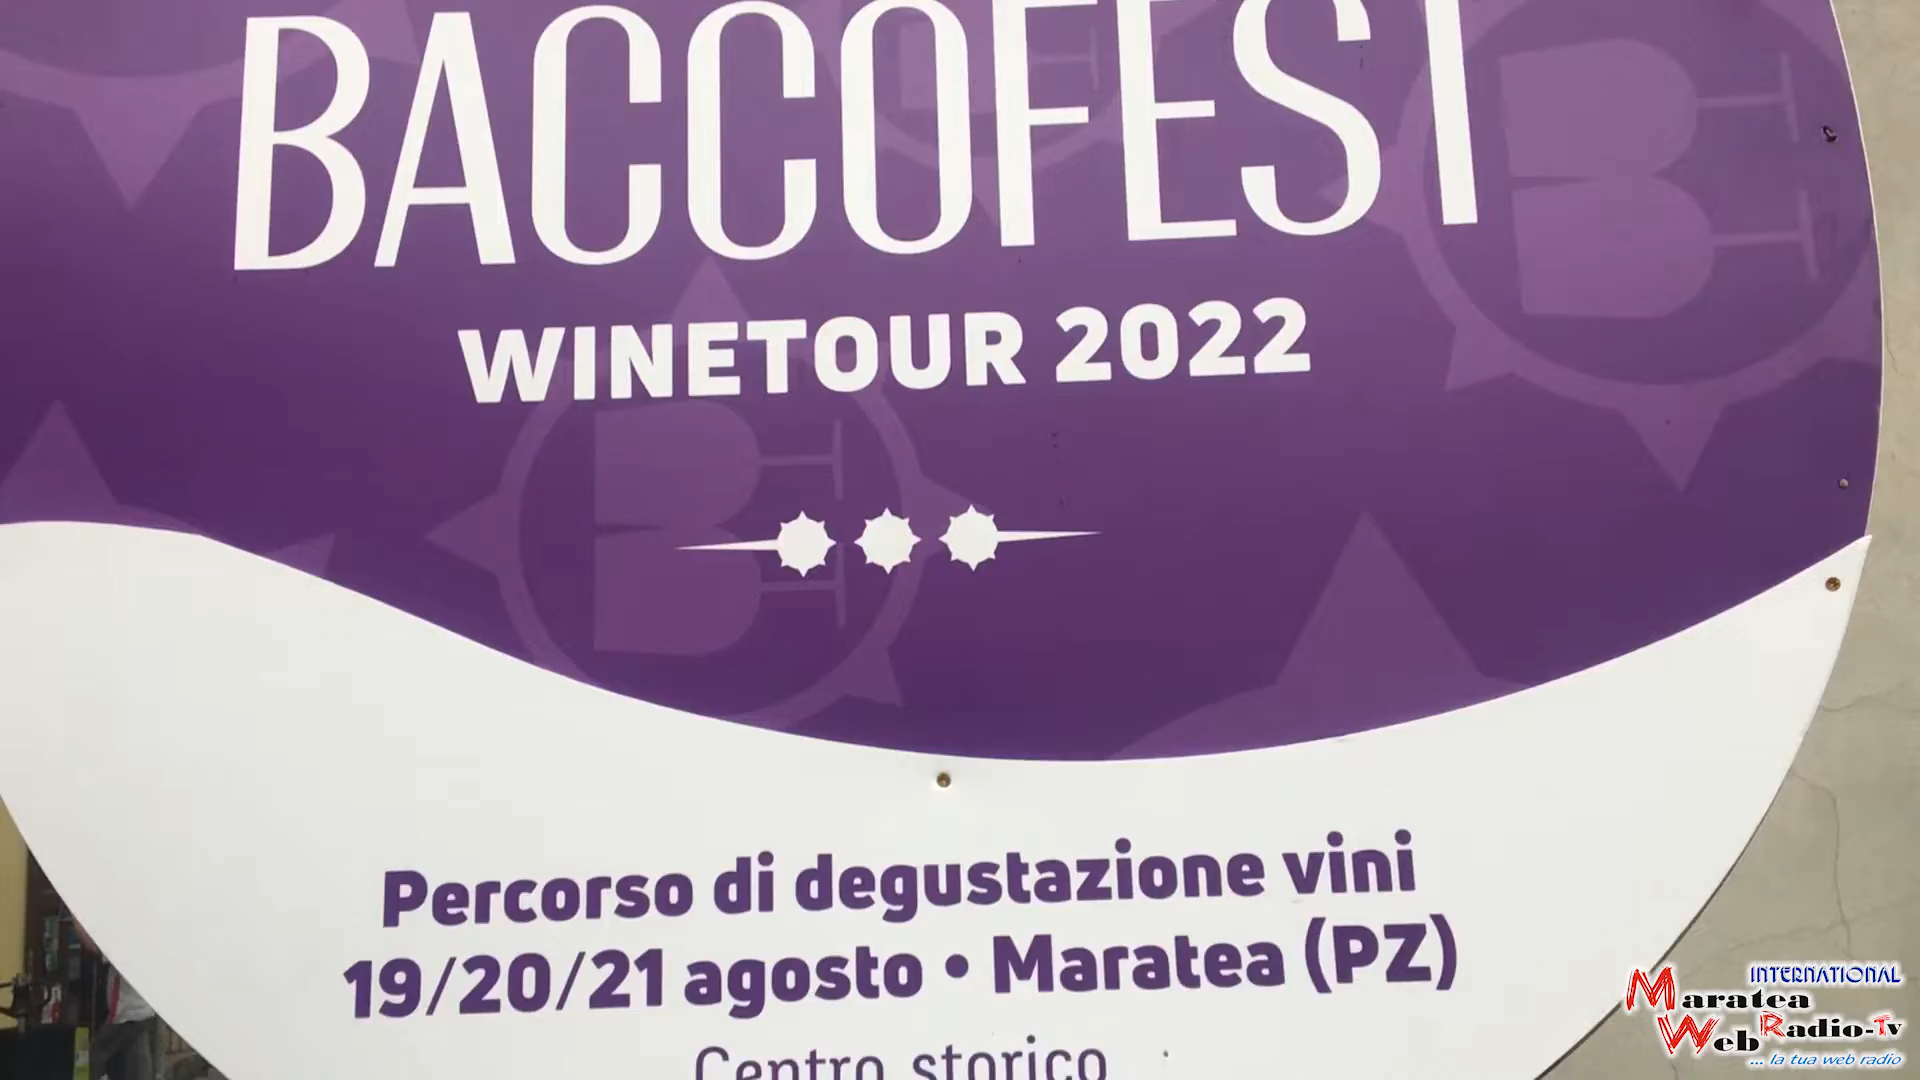 BACCOFEST
WINETOUR 2022
Percorso di degustazione vini
19/20/21 agosto • Maratea (PZ)
Centro storico
INTERNATIONAL
Maratea
Web Radio-Tv
... la tua web radio